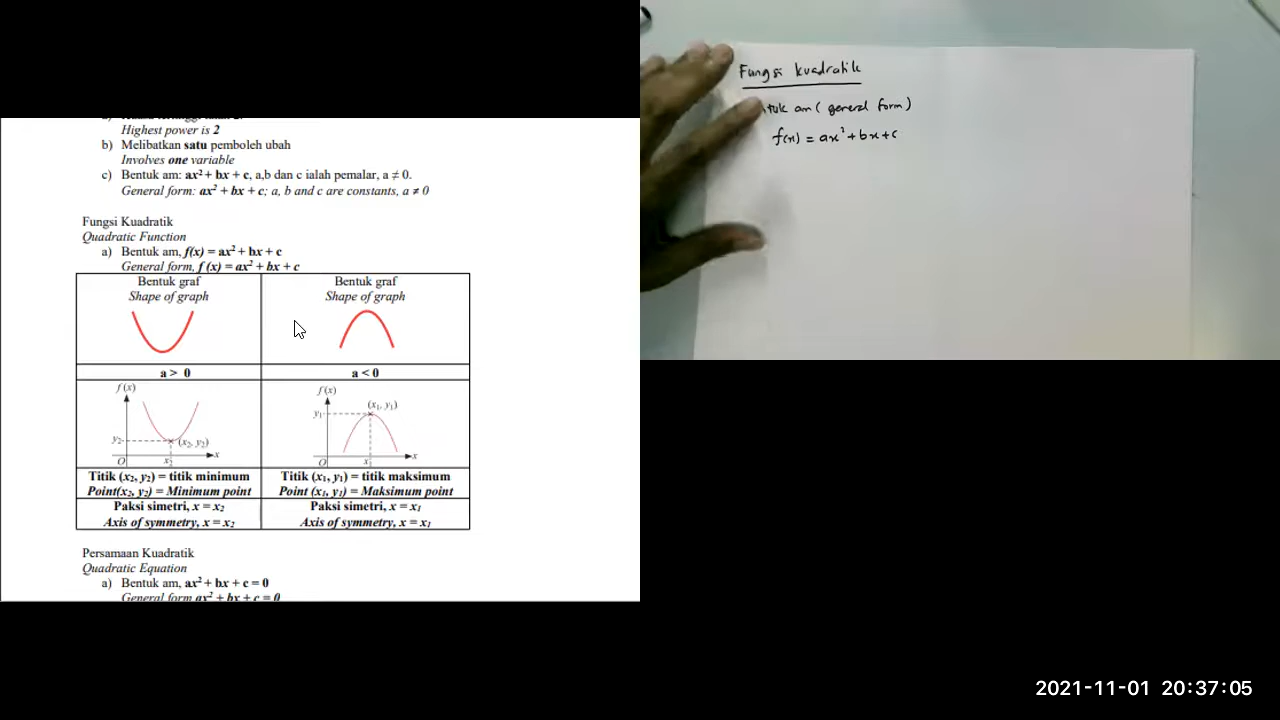 Highest power is 2
b) Melibatkan satu pemboleh ubah
Involves one variable
c) Bentuk am: ax² + bx + c, a,b dan c ialah pemalar, a ≠ 0.
General form: ax² + bx + c; a, b and c are constants, a ≠ 0
Fungsi Kuadratik
Quadratic Function
a) Bentuk am, f(x) = ax² + bx + c
General form, f (x) = ax² + bx + c
Bentuk graf
Shape of graph
Bentuk graf
Shape of graph
a > 0
a < 0
f(x)
y₂
(x₂, y₂)
O
x₂
x
f(x)
y₁
(x₁, y₁)
O
x₁
x
Titik (x₂, y₂) = titik minimum
Point(x₂, y₂) = Minimum point
Titik (x₁, y₁) = titik maksimum
Point (x₁, y₁) = Maksimum point
Paksi simetri, x = x₂
Axis of symmetry, x = x₂
Paksi simetri, x = x₁
Axis of symmetry, x = x₁
Persamaan Kuadratik
Quadratic Equation
a) Bentuk am, ax² + bx + c = 0
General form ax² + bx + c = 0
Fungsi kuadratik
ntuk am ( general form )
f(x) = ax² + bx + c
2021-11-01 20:37:05